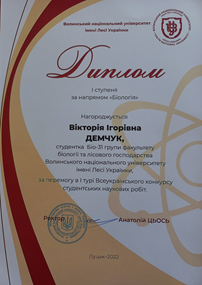 Волинський національний університет
імені Лесі Українки
Диплом
І ступеня
за напрямом «Біологія»
Нагороджується
Вікторія Ігорівна
ДЕМЧУК,
студентка Біо-31 групи факультету
біології та лісового господарства
Волинського національного університету
імені Лесі Українки,
за перемогу в І турі Всеукраїнського конкурсу
студентських наукових робіт.
Ректор Анатолій ЦЬОСЬ
Луцьк-2022